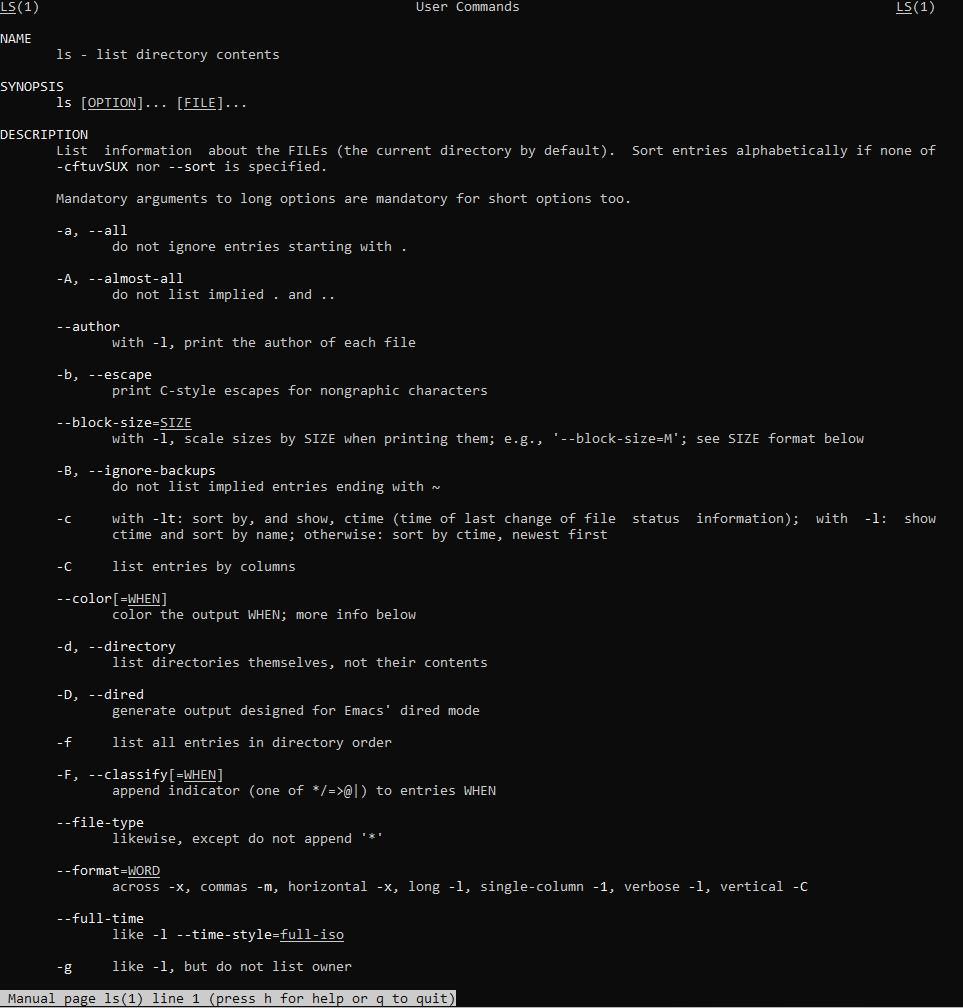 LS(1) User Commands LS(1)
NAME
ls - list directory contents
SYNOPSIS
ls [OPTION]... [FILE]...
DESCRIPTION
List information about the FILEs (the current directory by default). Sort entries alphabetically if none of
-cftuvSUX nor --sort is specified.
Mandatory arguments to long options are mandatory for short options too.
-a, --all
do not ignore entries starting with .
-A, --almost-all
do not list implied . and ..
--author
with -l, print the author of each file
-b, --escape
print C-style escapes for nongraphic characters
--block-size=SIZE
with -l, scale sizes by SIZE when printing them; e.g., '--block-size=M'; see SIZE format below
-B, --ignore-backups
do not list implied entries ending with ~
-c with -lt: sort by, and show, ctime (time of last change of file status information); with -l: show
ctime and sort by name; otherwise: sort by ctime, newest first
-C list entries by columns
--color[=WHEN]
color the output WHEN; more info below
-d, --directory
list directories themselves, not their contents
-D, --dired
generate output designed for Emacs' dired mode
-f list all entries in directory order
-F, --classify[=WHEN]
append indicator (one of */=>@|) to entries WHEN
--file-type
likewise, except do not append '*'
--format=WORD
across -x, commas -m, horizontal -x, long -l, single-column -1, verbose -l, vertical -C
--full-time
like -l --time-style=full-iso
-g like -l, but do not list owner
Manual page ls(1) line 1 (press h for help or q to quit)